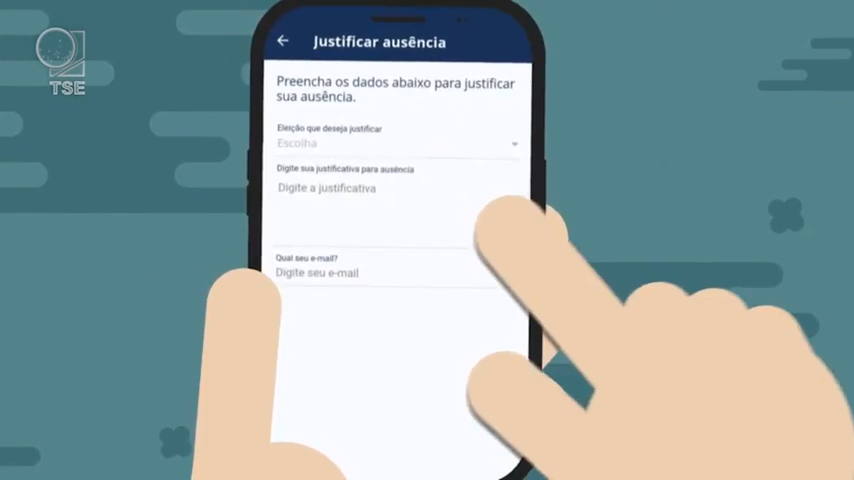 TSE
Justificar ausência
Preencha os dados abaixo para justificar
sua ausência.
Eleição que deseja justificar
Escolha
Digite sua justificativa para ausência
Digite a justificativa
Qual seu e-mail?
Digite seu e-mail